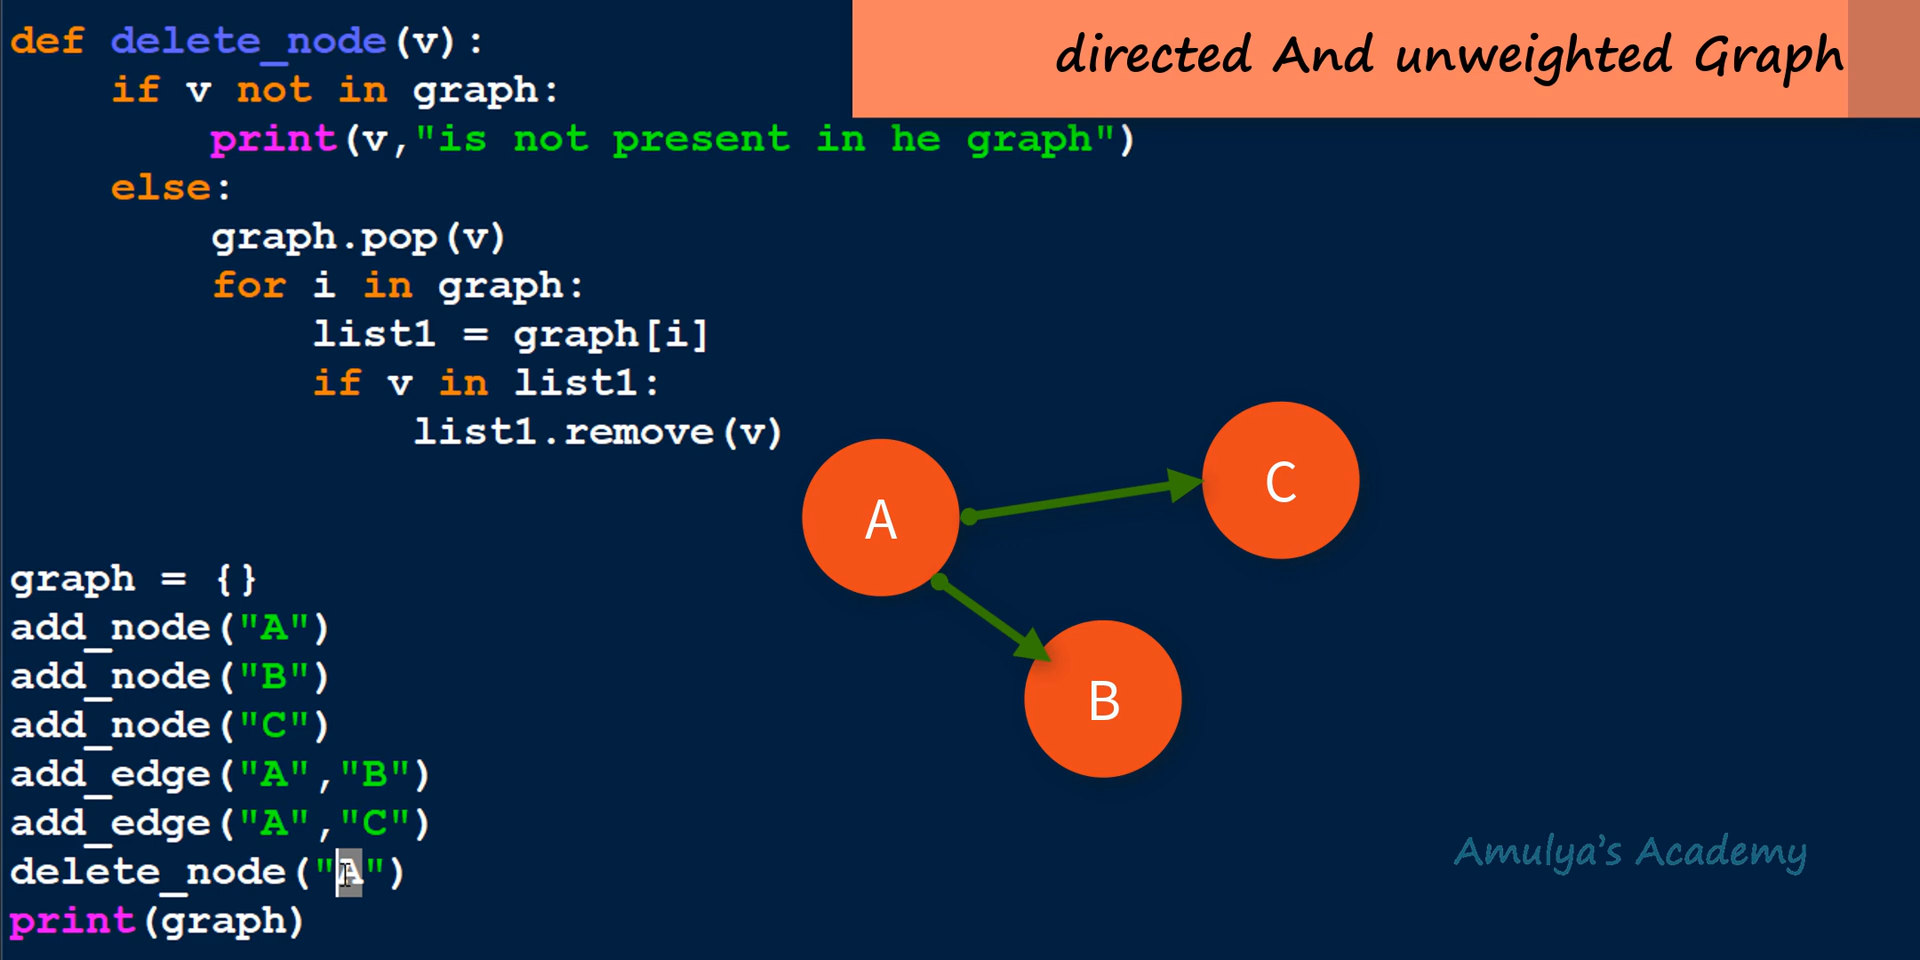 def delete_node(v):
directed And unweighted Graph
if v not in graph:
print(v,"is not present in he graph")
else:
graph.pop(v)
for i in graph:
list1 = graph[i]
if v in list1:
list1.remove(v)
A
C
B
graph = {}
add_node("A")
add_node("B")
add_node("C")
add_edge("A","B")
add_edge("A","C")
delete_node("A")
print(graph)
Amulya's Academy